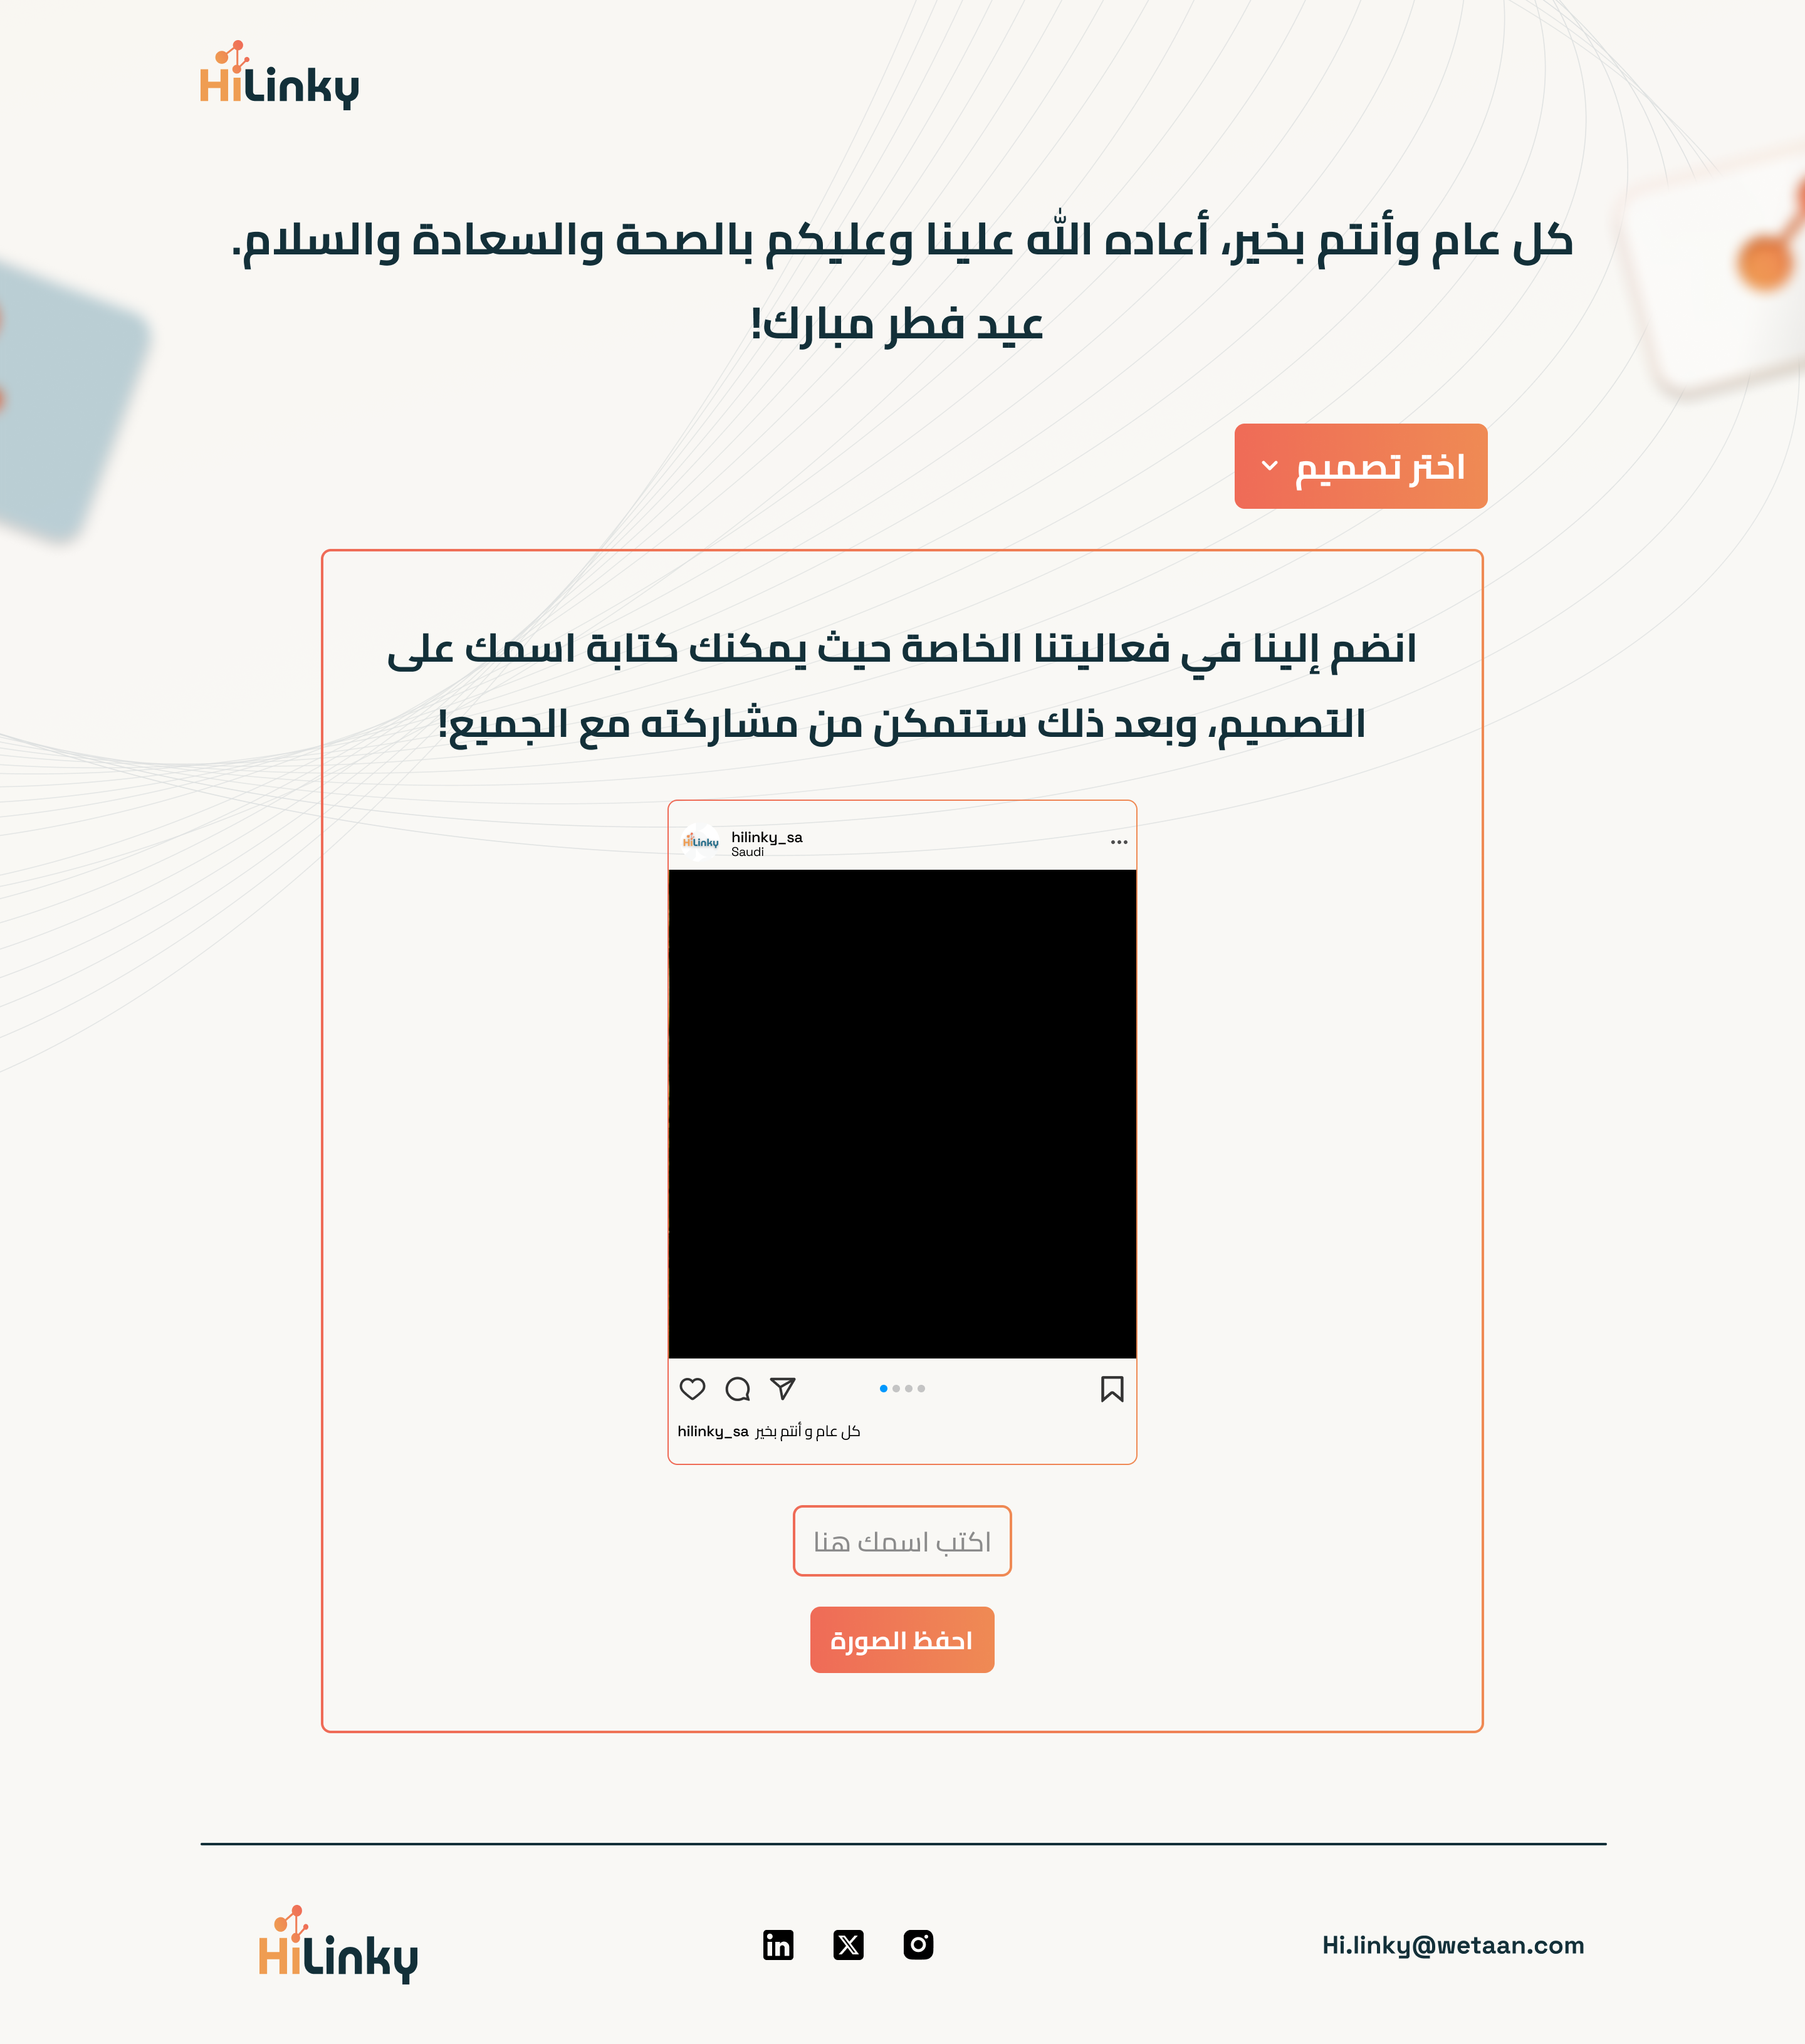 HiLinky
كل عام وأنتم بخير، أعاده الله علينا وعليكم بالصحة والسعادة والسلام.
عيد فطر مبارك!
اختر تصميم
انضم إلينا في فعاليتنا الخاصة حيث يمكنك كتابة اسمك على
التصميم، وبعد ذلك ستتمكن من مشاركته مع الجميع!
HiLinky
hilinky_sa
Saudi
hilinky_sa كل عام و أنتم بخير
اكتب اسمك هنا
احفظ الصورة
HiLinky
Hi.linky@wetaan.com